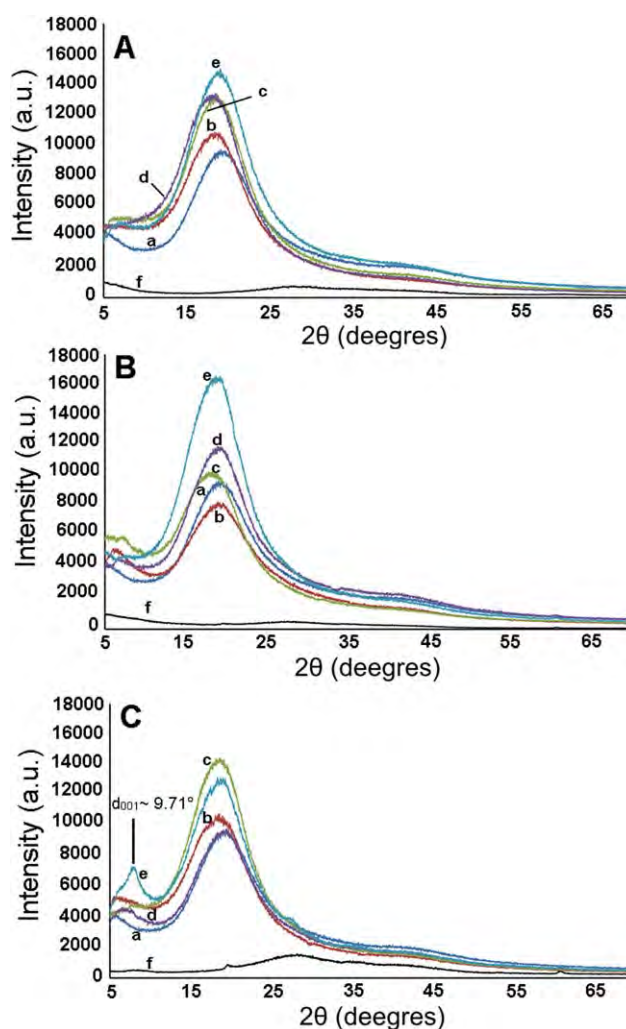 A
Intensity (a.u.)
18000
16000
14000
12000
10000
8000
6000
4000
2000
0
e
c
b
d
a
f
5 15 25 35 45 55 65
2θ (deegres)
B
Intensity (a.u.)
18000
16000
14000
12000
10000
8000
6000
4000
2000
0
e
d
c
a
b
f
5 15 25 35 45 55 65
2θ (deegres)
C
Intensity (a.u.)
18000
16000
14000
12000
10000
8000
6000
4000
2000
0
c
d001~ 9.71°
b
e
d
a
f
5 15 25 35 45 55 65
2θ (deegres)